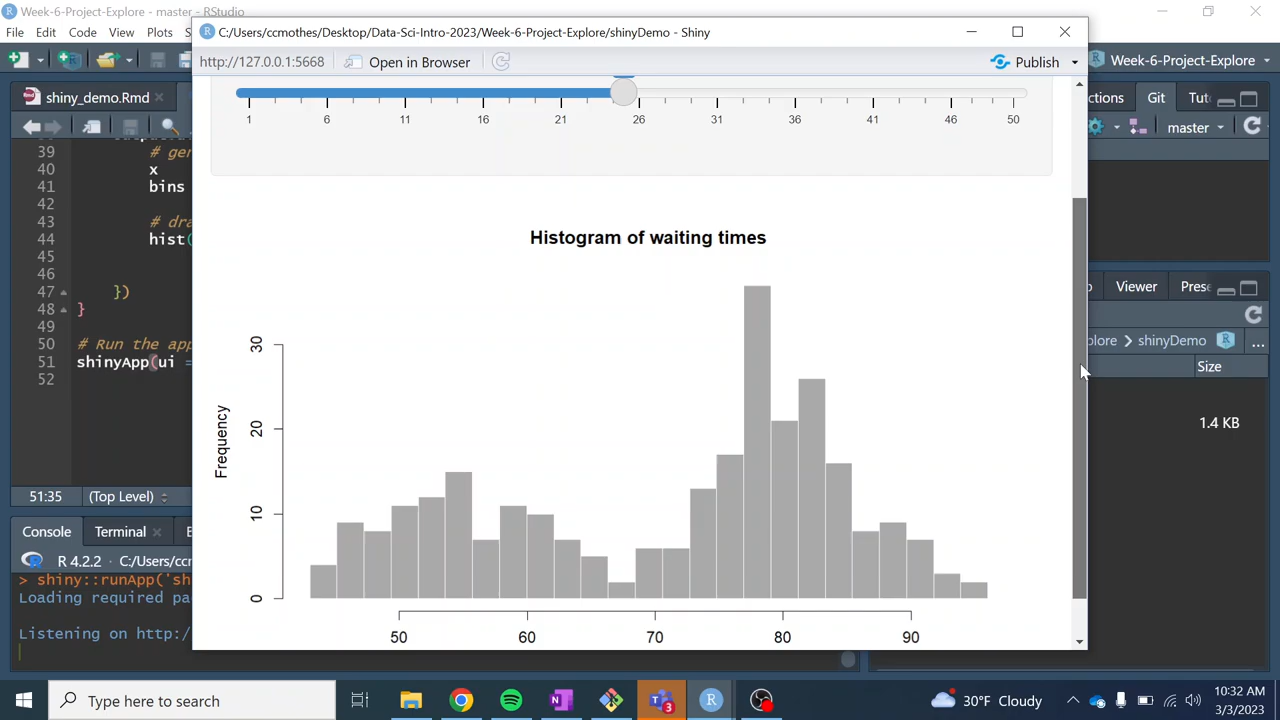 Week-6-Project-Explore - master - RStudio
C:/Users/ccmothes/Desktop/Data-Sci-Intro-2023/Week-6-Project-Explore/shinyDemo - Shiny
File Edit Code View Plots S
http://127.0.0.1:5668 Open in Browser Publish
Week-6-Project-Explore
shiny_demo.Rmd
ctions Git Tut
master
1 6 11 16 21 26 31 36 41 46 50
39 # ger
40 x
41 bins
42
43 # dra
44 hist(
45
46
47 })
48 }
49
50 # Run the app
51 shinyApp(ui =
52
Histogram of waiting times
Frequency
30
20
10
0
50 60 70 80 90
Viewer Prese
plore shinyDemo ...
Size
1.4 KB
51:35 (Top Level)
Console Terminal
R 4.2.2 · C:/Users/ccr
> shiny::runApp('sh
Loading required pa
Listening on http:/
Type here to search
3
30°F Cloudy
10:32 AM
3/3/2023